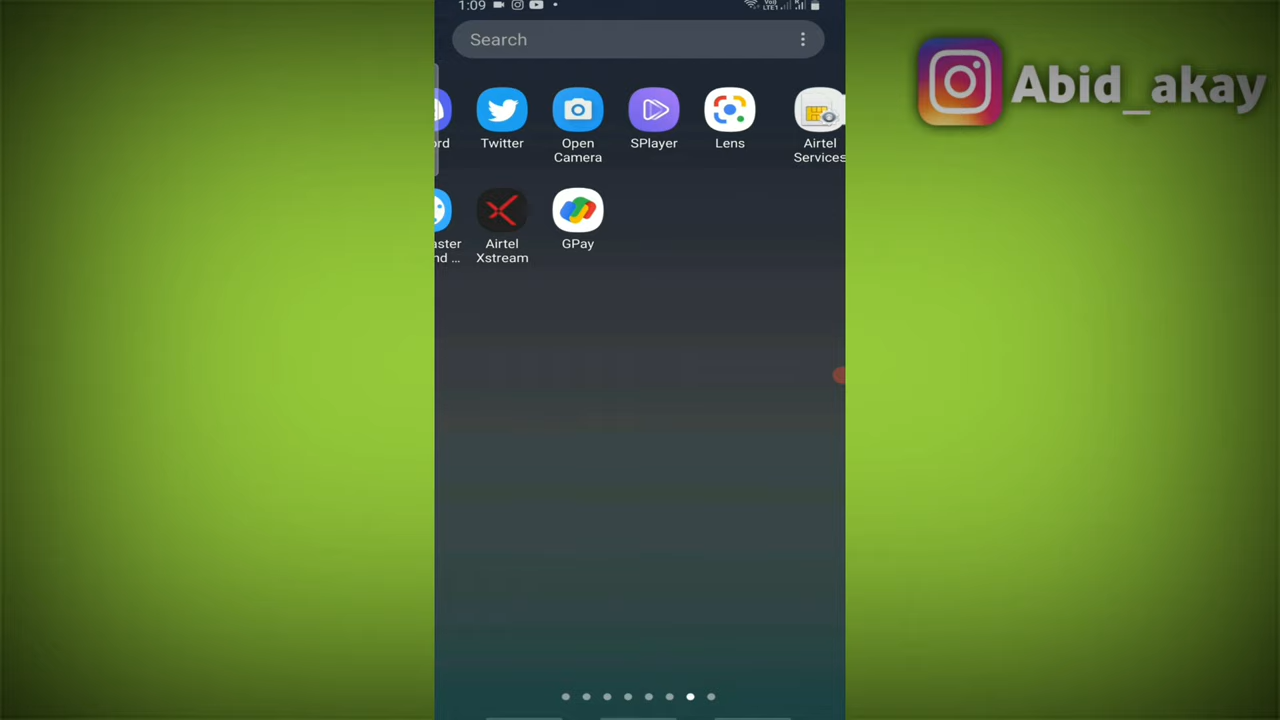 1:09
Search
Abid_akay
ord
Twitter
Open
Camera
SPlayer
Lens
Airtel
Services
aster
nd ...
Airtel
Xstream
GPay